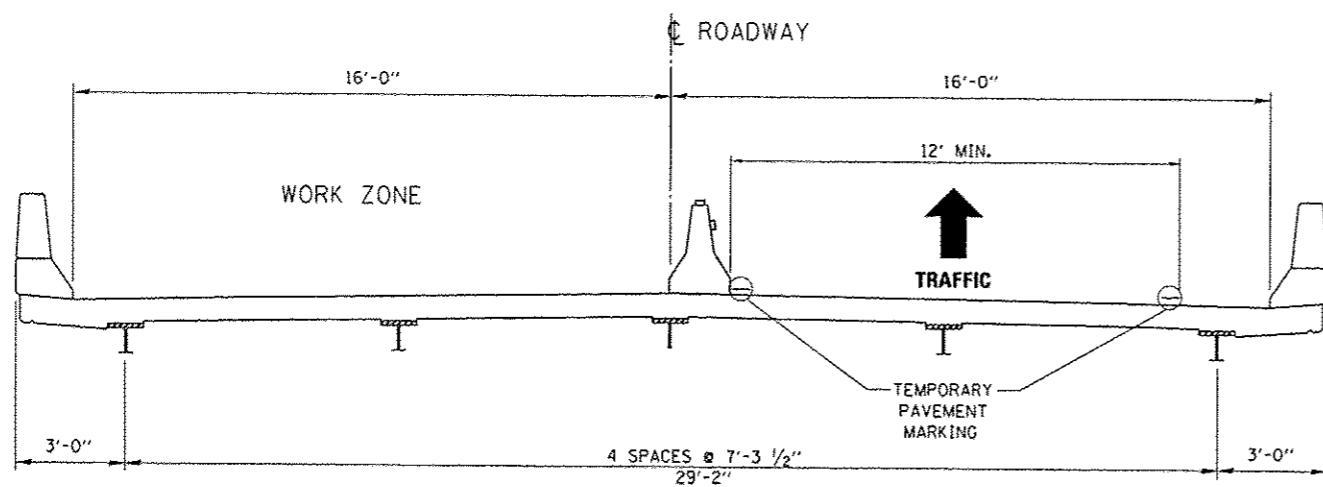 ℄ ROADWAY
16'-0"
16'-0"
12' MIN.
WORK ZONE
TRAFFIC
TEMPORARY
PAVEMENT
MARKING
3'-0"
4 SPACES @ 7'-3 1/2"
3'-0"
29'-2"